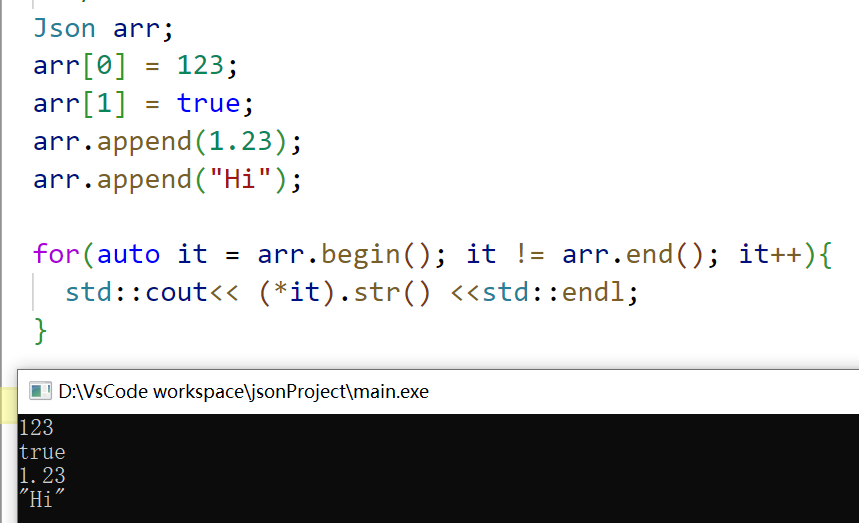 Json arr;
arr[0] = 123;
arr[1] = true;
arr.append(1.23);
arr.append("Hi");
for(auto it = arr.begin(); it != arr.end(); it++){
std::cout<< (*it).str() <<std::endl;
}
D:\VsCode workspace\jsonProject\main.exe
123
true
1.23
"Hi"